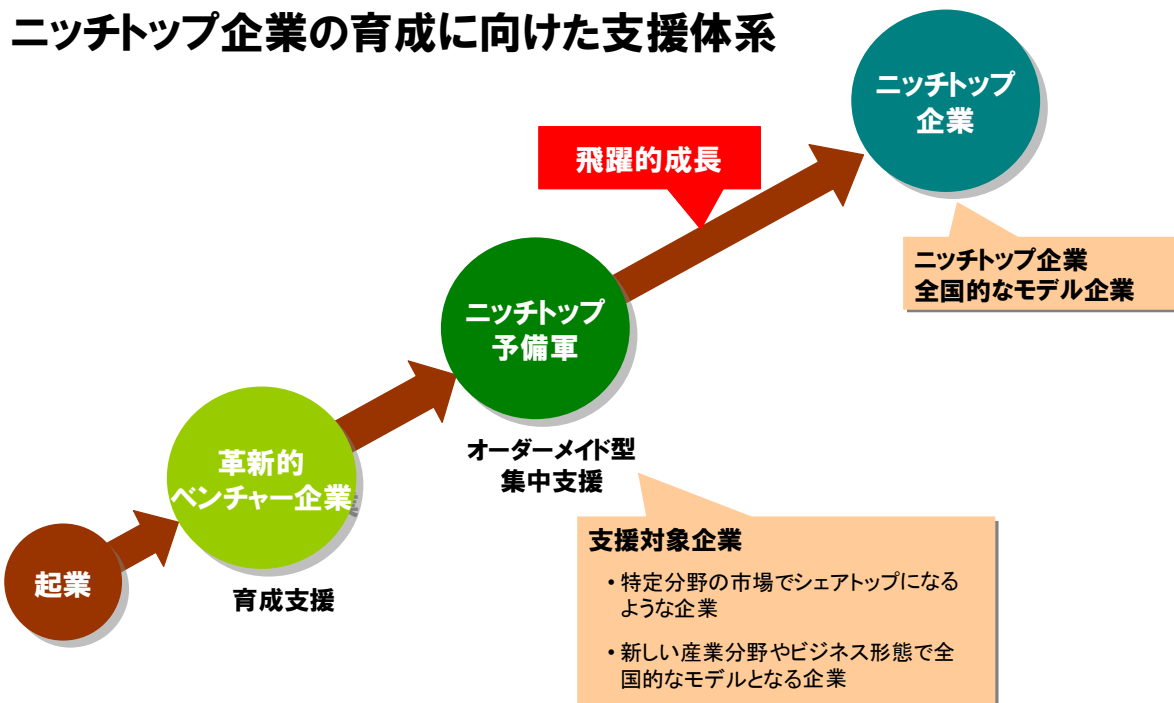 ニッチトップ企業の育成に向けた支援体系
ニッチトップ
企業
飛躍的成長
ニッチトップ企業
全国的なモデル企業
ニッチトップ
予備軍
オーダーメイド型
集中支援
革新的
ベンチャー企業
育成支援
起業
支援対象企業
・特定分野の市場でシェアトップになる
ような企業
・新しい産業分野やビジネス形態で全
国的なモデルとなる企業